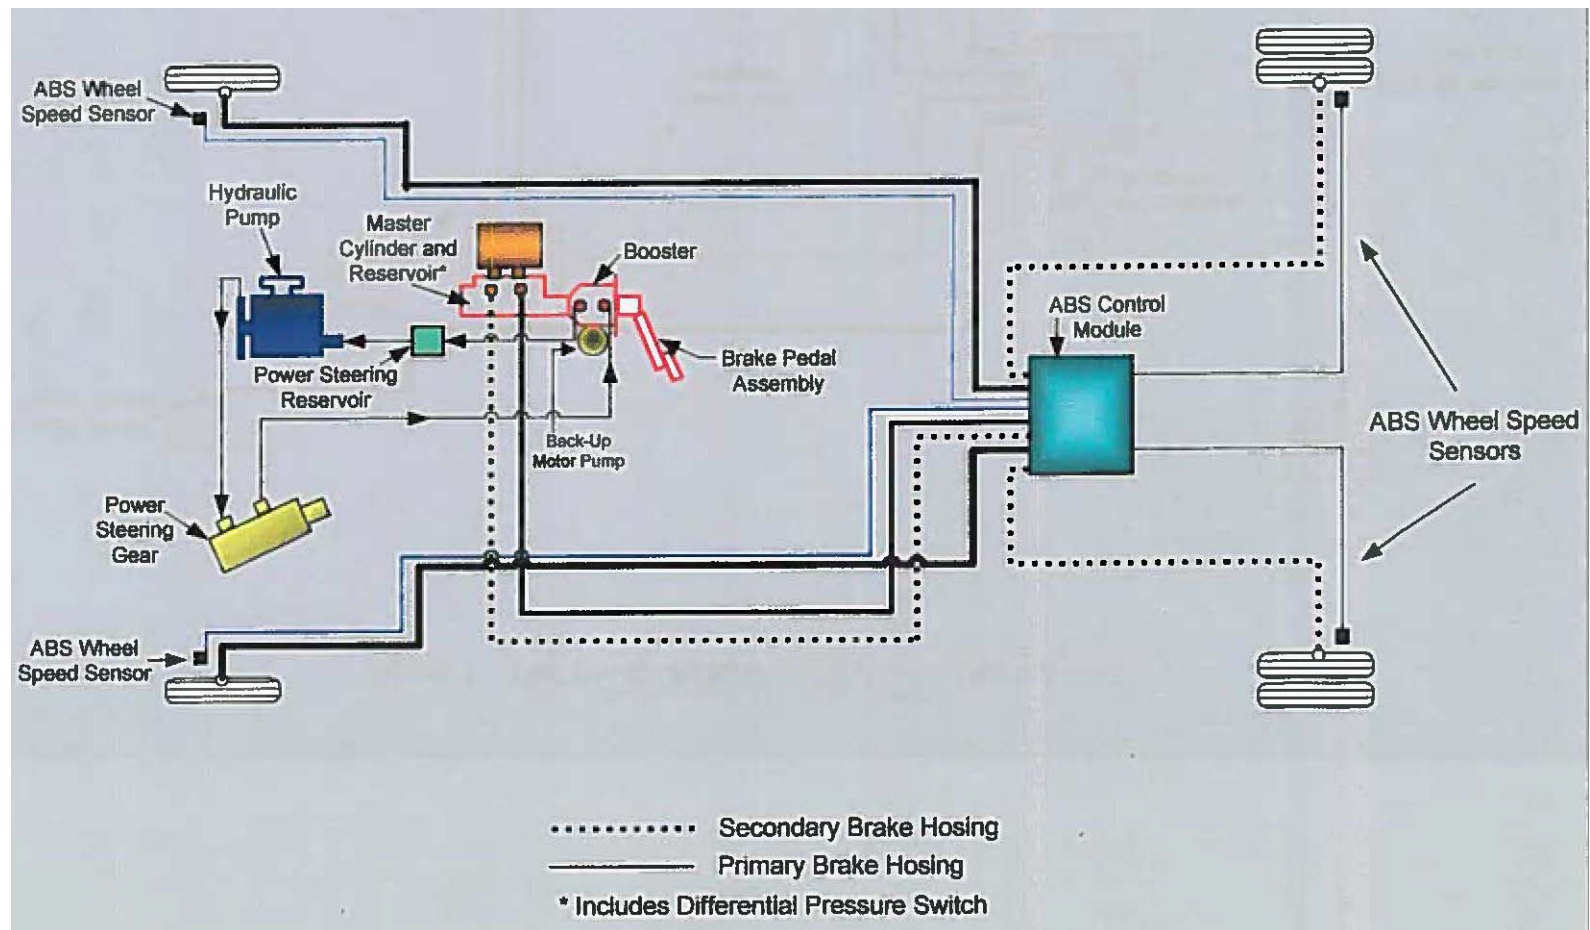 ABS Wheel
Speed Sensor
Hydraulic
Pump
Master
Cylinder and
Reservoir*
Booster
ABS Control
Module
Power Steering
Reservoir
Brake Pedal
Assembly
Back-Up
Motor Pump
ABS Wheel Speed
Sensors
Power
Steering
Gear
ABS Wheel
Speed Sensor
Secondary Brake Hosing
Primary Brake Hosing
* Includes Differential Pressure Switch